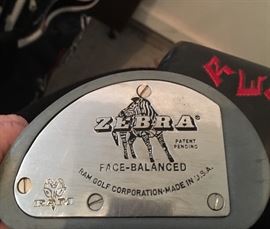 ZEBRA®
PATENT
PENDING
FACE-BALANCED
RAM GOLF CORPORATION·MADE IN U.S.A.
RAM